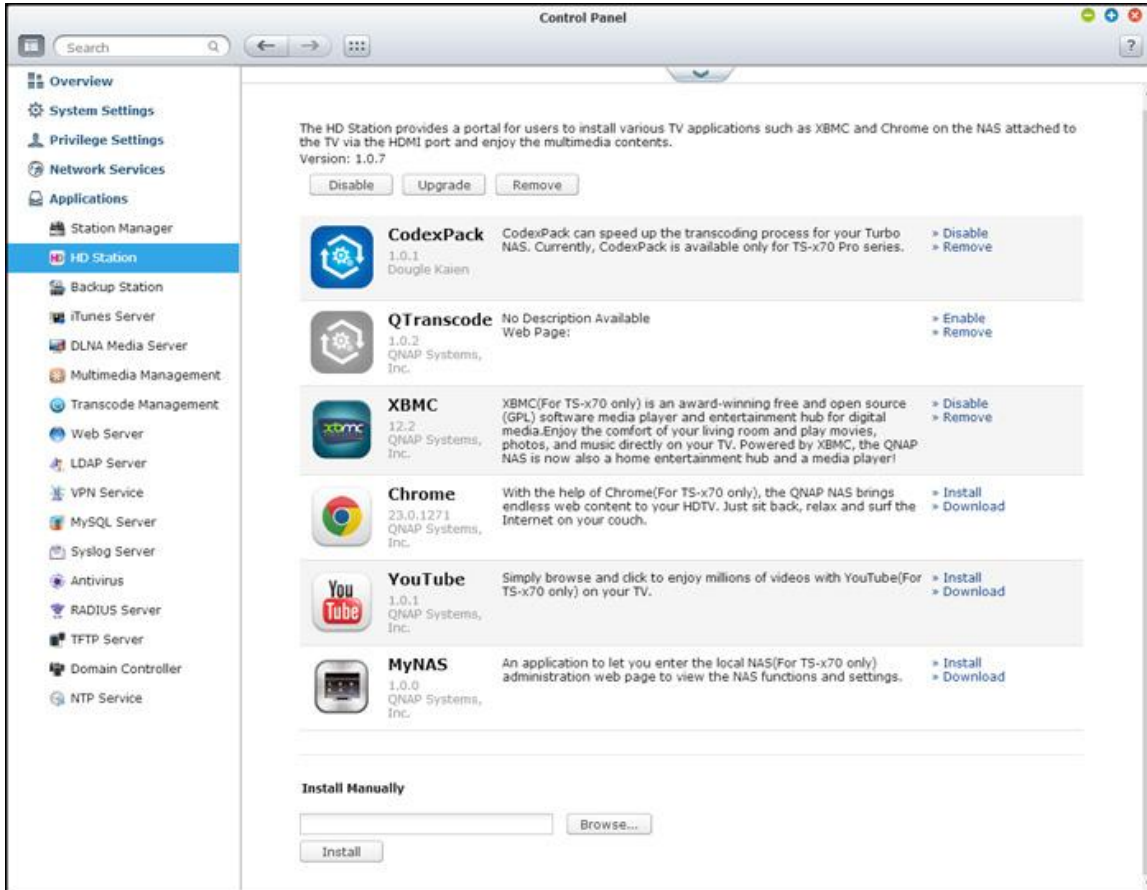 Control Panel
Search
?
Overview
System Settings
Privilege Settings
Network Services
Applications
Station Manager
HD HD Station
Backup Station
iTunes Server
DLNA Media Server
Multimedia Management
Transcode Management
Web Server
LDAP Server
VPN Service
MySQL Server
Syslog Server
Antivirus
RADIUS Server
TFTP Server
Domain Controller
NTP Service
The HD Station provides a portal for users to install various TV applications such as XBMC and Chrome on the NAS attached to
the TV via the HDMI port and enjoy the multimedia contents.
Version: 1.0.7
Disable Upgrade Remove
CodexPack
1.0.1
Dougle Kaien
CodexPack can speed up the transcoding process for your Turbo
NAS. Currently, CodexPack is available only for TS-x70 Pro series.
» Disable
» Remove
QTranscode
1.0.2
QNAP Systems,
Inc.
No Description Available
Web Page:
» Enable
» Remove
xbmc
XBMC
12.2
QNAP Systems,
Inc.
XBMC(For TS-x70 only) is an award-winning free and open source
(GPL) software media player and entertainment hub for digital
media.Enjoy the comfort of your living room and play movies,
photos, and music directly on your TV. Powered by XBMC, the QNAP
NAS is now also a home entertainment hub and a media player!
» Disable
» Remove
Chrome
23.0.1271
QNAP Systems,
Inc.
With the help of Chrome(For TS-x70 only), the QNAP NAS brings
endless web content to your HDTV. Just sit back, relax and surf the
Internet on your couch.
» Install
» Download
You
Tube
YouTube
1.0.1
QNAP Systems,
Inc.
Simply browse and click to enjoy millions of videos with YouTube(For
TS-x70 only) on your TV.
» Install
» Download
MyNAS
1.0.0
QNAP Systems,
Inc.
An application to let you enter the local NAS(For TS-x70 only)
administration web page to view the NAS functions and settings.
» Install
» Download
Install Manually
Browse...
Install